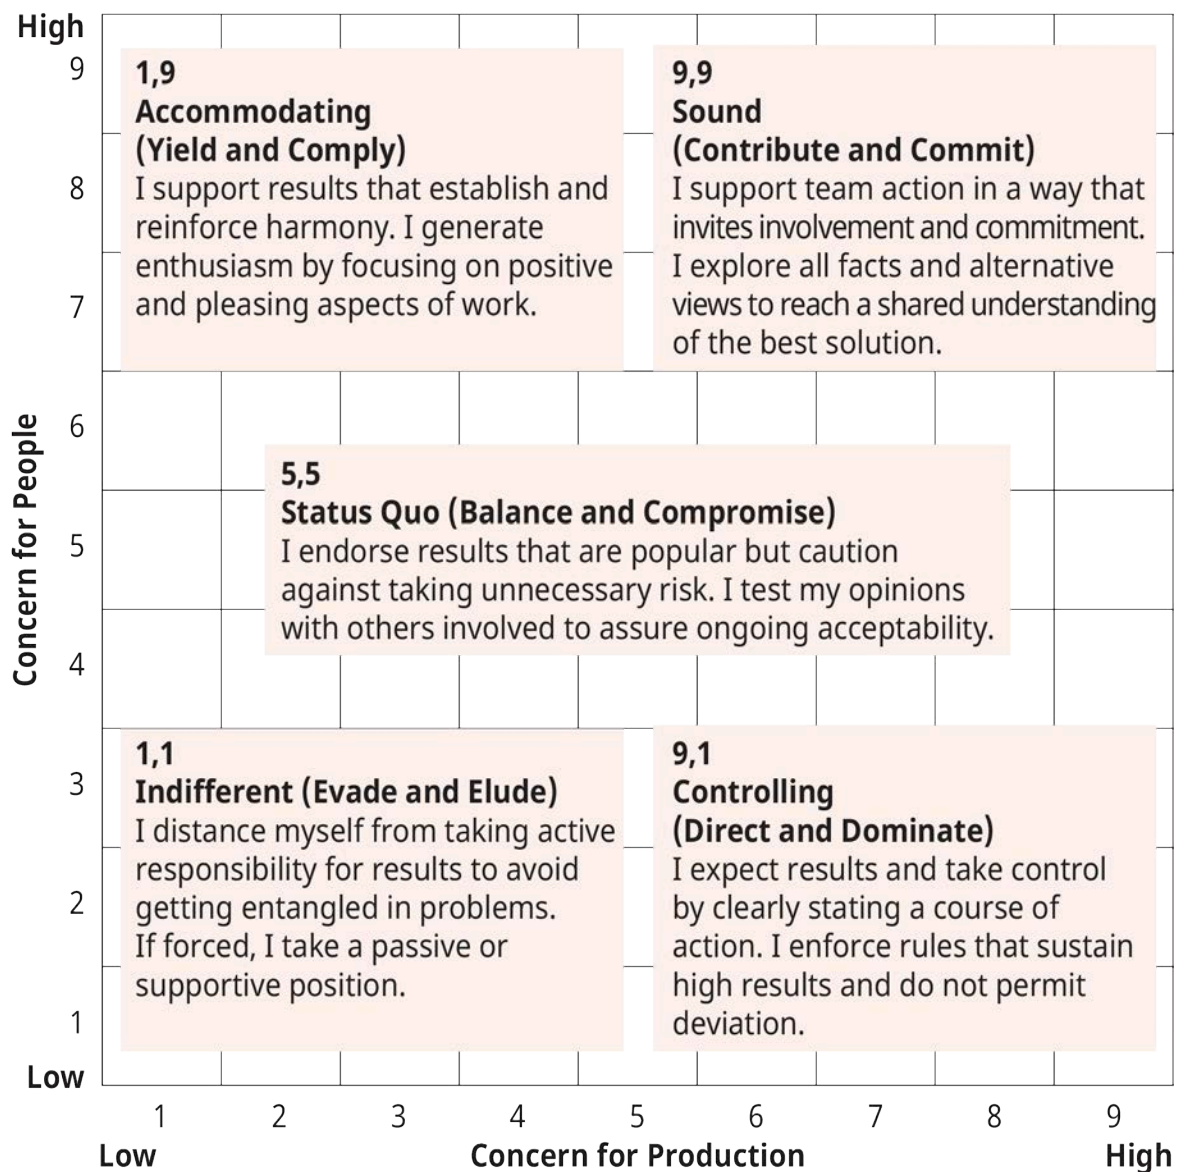 High
9
8
7
6
5
4
3
2
1
Low
Concern for People
1,9
Accommodating
(Yield and Comply)
I support results that establish and
reinforce harmony. I generate
enthusiasm by focusing on positive
and pleasing aspects of work.
9,9
Sound
(Contribute and Commit)
I support team action in a way that
invites involvement and commitment.
I explore all facts and alternative
views to reach a shared understanding
of the best solution.
5,5
Status Quo (Balance and Compromise)
I endorse results that are popular but caution
against taking unnecessary risk. I test my opinions
with others involved to assure ongoing acceptability.
1,1
Indifferent (Evade and Elude)
I distance myself from taking active
responsibility for results to avoid
getting entangled in problems.
If forced, I take a passive or
supportive position.
9,1
Controlling
(Direct and Dominate)
I expect results and take control
by clearly stating a course of
action. I enforce rules that sustain
high results and do not permit
deviation.
1 2 3 4 5 6 7 8 9
Low Concern for Production High